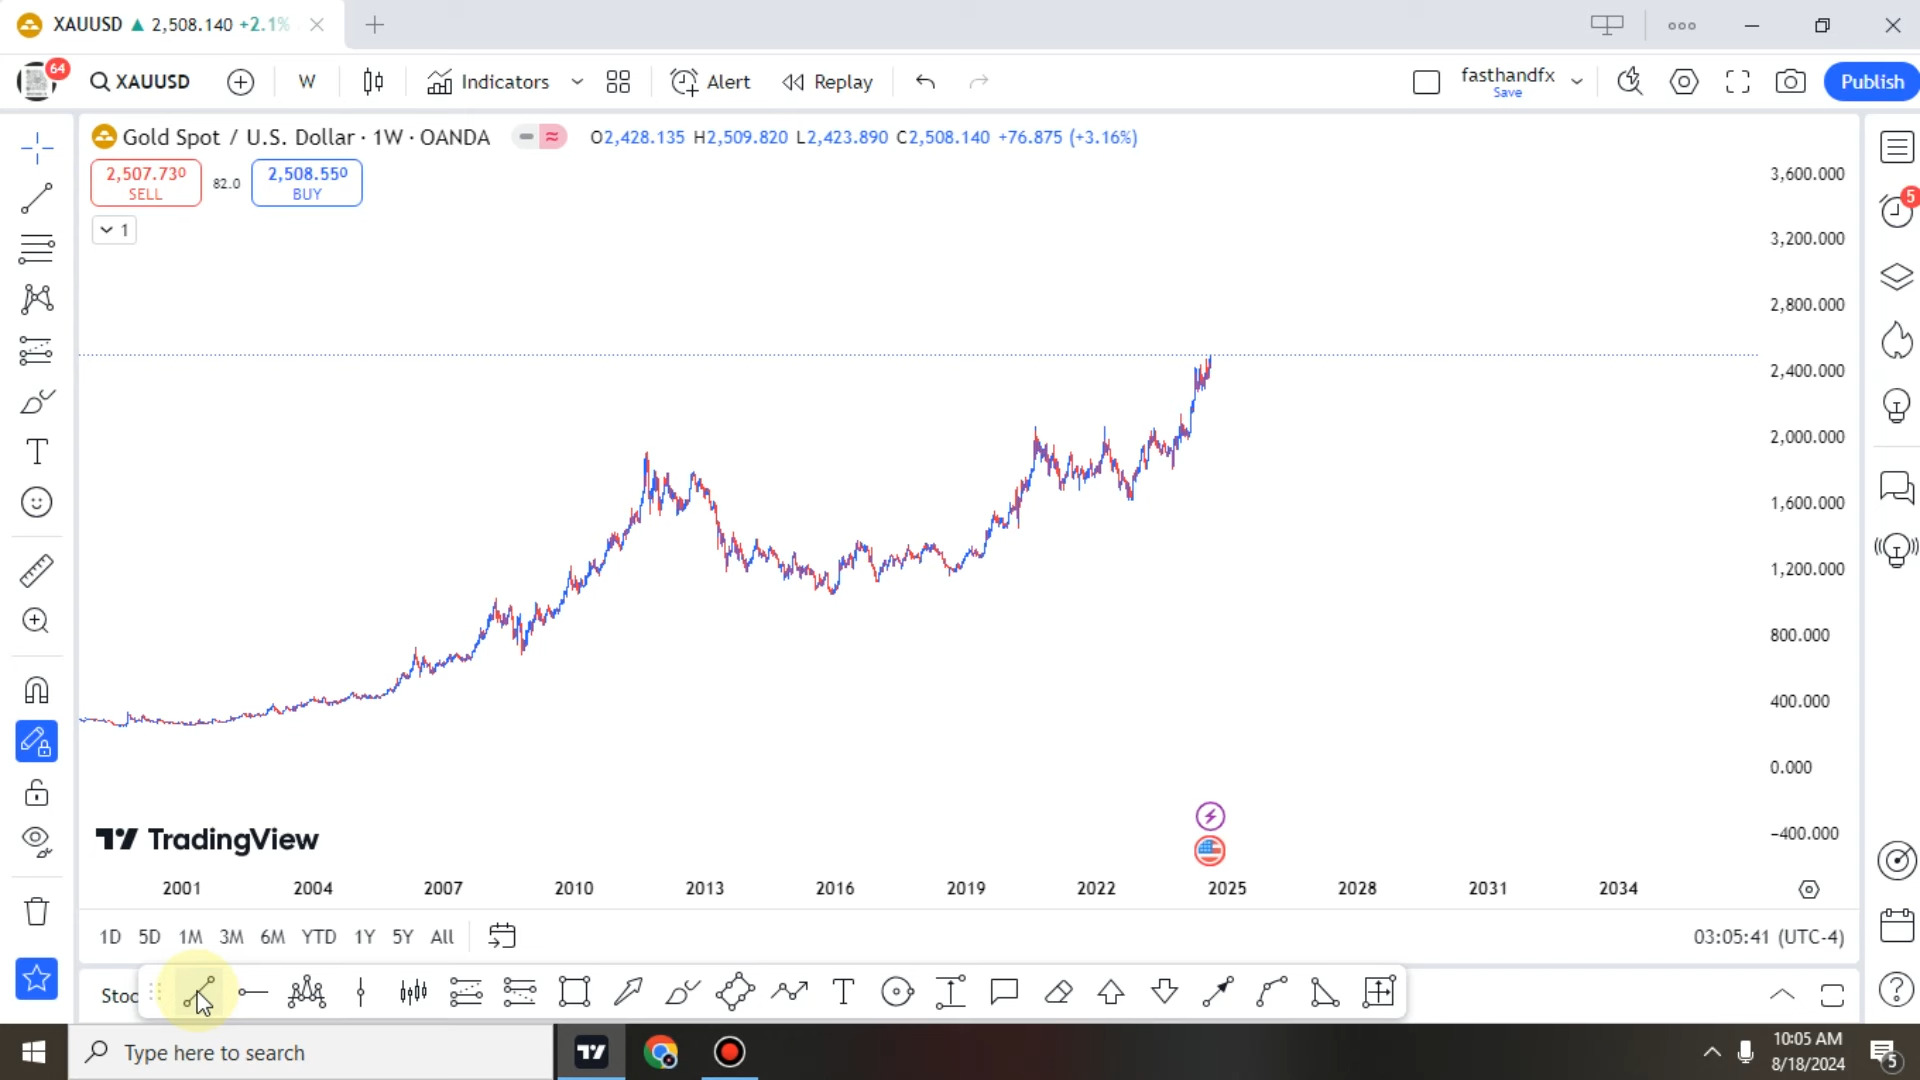 XAUUSD ▲ 2,508.140 +2.1%
64
XAUUSD W Indicators Alert Replay fasthandfx Save Publish
Gold Spot / U.S. Dollar · 1W · OANDA O2,428.135 H2,509.820 L2,423.890 C2,508.140 +76.875 (+3.16%)
2,507.730 SELL 82.0 2,508.550 BUY
1
5
3,600.000
3,200.000
2,800.000
2,400.000
2,000.000
1,600.000
1,200.000
800.000
400.000
0.000
−400.000
TradingView
2001 2004 2007 2010 2013 2016 2019 2022 2025 2028 2031 2034
1D 5D 1M 3M 6M YTD 1Y 5Y All 03:05:41 (UTC-4)
Stoc
Type here to search
10:05 AM
8/18/2024
5